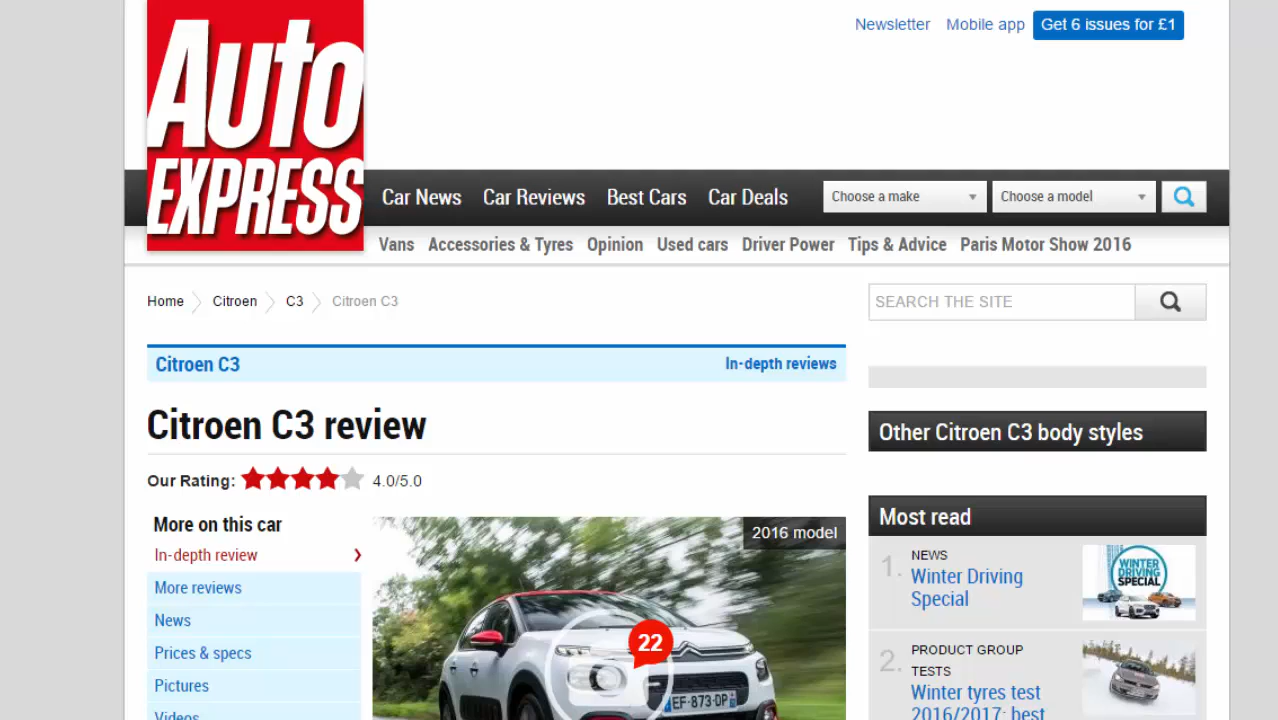 Auto
EXPRESS
Newsletter Mobile app Get 6 issues for £1
Car News Car Reviews Best Cars Car Deals Choose a make Choose a model
Vans Accessories & Tyres Opinion Used cars Driver Power Tips & Advice Paris Motor Show 2016
Home Citroen C3 Citroen C3
SEARCH THE SITE
Citroen C3 In-depth reviews
Citroen C3 review
Our Rating: 4.0/5.0
More on this car
In-depth review
More reviews
News
Prices & specs
Pictures
Videos
2016 model
22
EF-873-DP
Other Citroen C3 body styles
Most read
1. NEWS
Winter Driving
Special
WINTER
DRIVING
SPECIAL
2. PRODUCT GROUP
TESTS
Winter tyres test
2016/2017: best